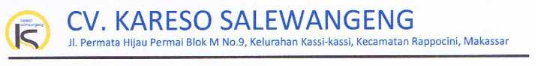 CV. KARESO SALEWANGENG
Jl. Permata Hijau Permai Blok M No.9, Kelurahan Kassi-kassi, Kecamatan Rappocini, Makassar